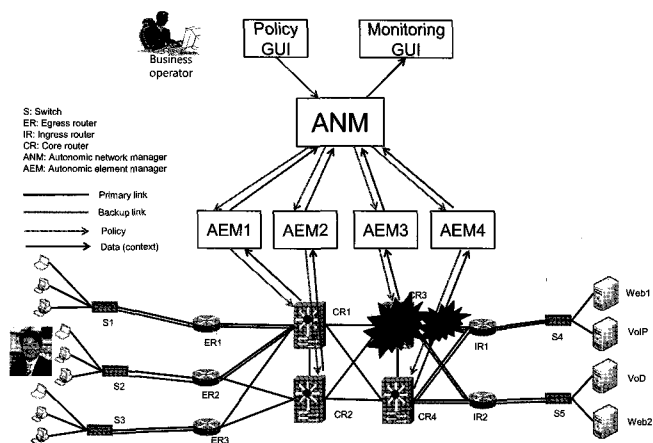 Policy
GUI
Monitoring
GUI
Business
operator
ANM
S: Switch
ER: Egress router
IR: Ingress router
CR: Core router
ANM: Autonomic network manager
AEM: Autonomic element manager
Primary link
Backup link
Policy
Data (context)
AEM1
AEM2
AEM3
AEM4
CR1
CR3
Web1
S1
ER1
IR1
S4
VoIP
S2
ER2
VoD
S3
ER3
CR2
CR4
IR2
S5
Web2